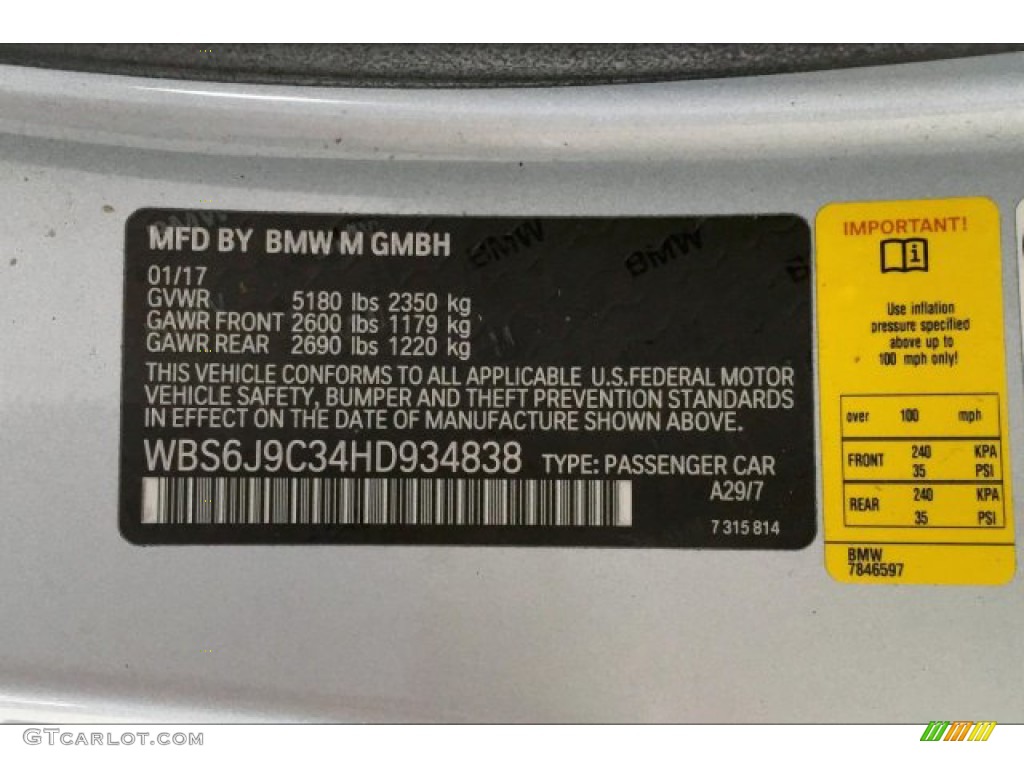 MFD BY BMW M GMBH
01/17
GVWR 5180 lbs 2350 kg
GAWR FRONT 2600 lbs 1179 kg
GAWR REAR 2690 lbs 1220 kg
THIS VEHICLE CONFORMS TO ALL APPLICABLE U.S.FEDERAL MOTOR
VEHICLE SAFETY, BUMPER AND THEFT PREVENTION STANDARDS
IN EFFECT ON THE DATE OF MANUFACTURE SHOWN ABOVE.
WBS6J9C34HD934838 TYPE: PASSENGER CAR
A29/7
7 315 814
BMW
BMW
BMW
IMPORTANT!
Use inflation
pressure specified
above up to
100 mph only!
over 100 mph
FRONT 240 KPA
35 PSI
REAR 240 KPA
35 PSI
BMW
7846597
GTCARLOT.COM